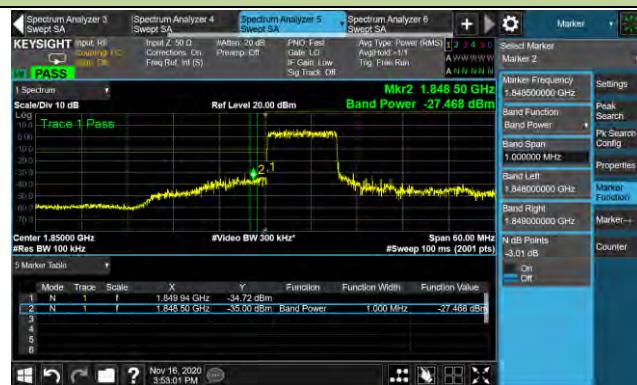 Spectrum Analyzer 3 Spectrum Analyzer 4 Spectrum Analyzer 5 Spectrum Analyzer 6
Swept SA Swept SA Swept SA Swept SA
+
Marker
KEYSIGHT Input: RF Input Z: 50 Ω #Atten: 20 dB PNO: Fast Avg Type: Power (RMS) 1 2 3 4 5 6
Corrections: On Preamp: Off Gate: LO Avg|Hold:>1/1 A W W W W W
Freq Ref: Int (S) IF Gain: Low Trig: Free Run
Sig Track: Off A N N N N N
PASS
Select Marker
Marker 2
1 Spectrum
Mkr2 1.848 50 GHz
Scale/Div 10 dB Ref Level 20.00 dBm Band Power -27.468 dBm
Log
Trace 1 Pass
Marker Frequency
1.848500000 GHz
Settings
Band Function
Band Power
Peak Search
Pk Search Config
Band Span
1.000000 MHz
Properties
Band Left
1.848000000 GHz
Marker Function
Band Right
1.849000000 GHz
Marker→
N dB Points
-3.01 dB
Counter
On
Off
Center 1.85000 GHz #Video BW 300 kHz* Span 60.00 MHz
#Res BW 100 kHz #Sweep 100 ms (2001 pts)
5 Marker Table
Mode Trace Scale X Y Function Function Width Function Value
1 N 1 f 1.849 94 GHz -34.72 dBm
2 N 1 f 1.848 50 GHz -35.00 dBm Band Power 1.000 MHz -27.468 dBm
3
4
5
6
? Nov 16, 2020
3:53:01 PM